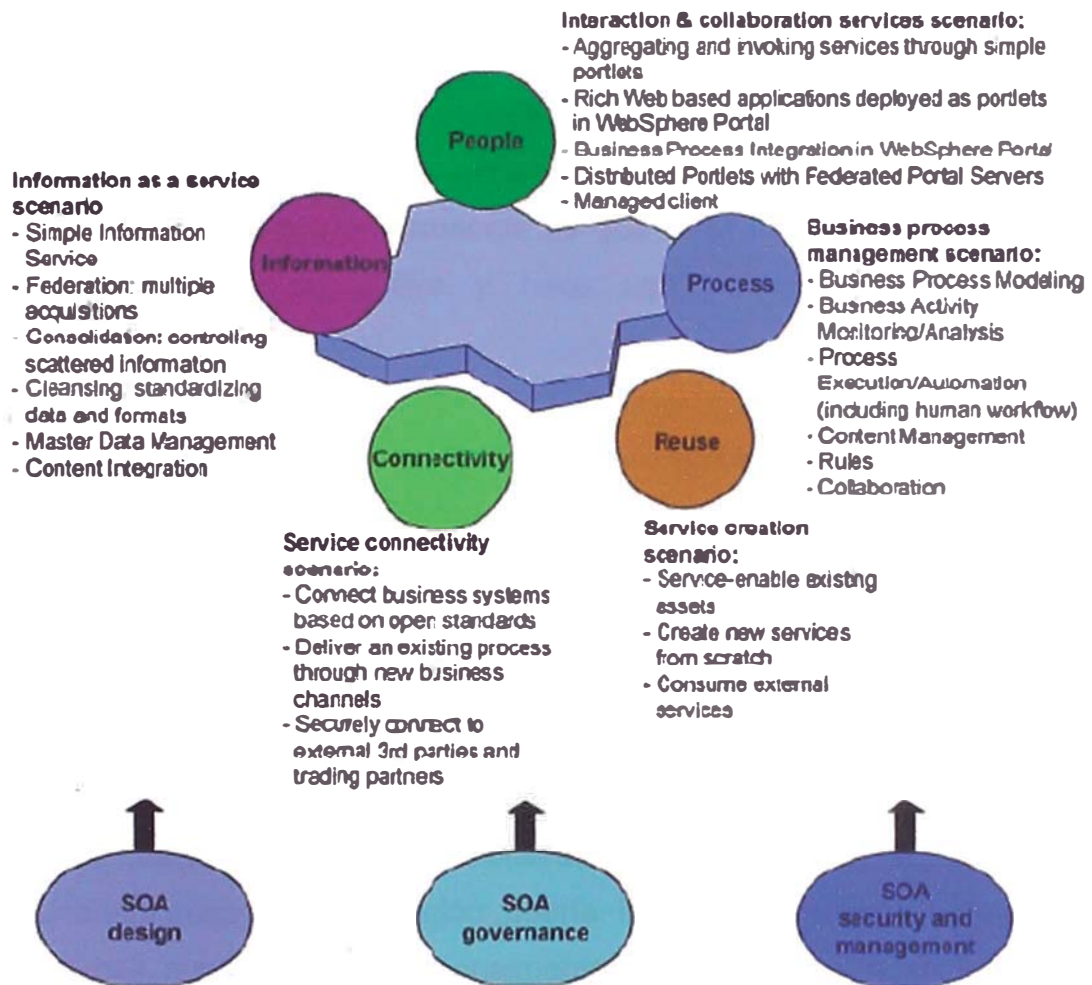 Interaction & collaboration services scenario:
- Aggregating and invoking services through simple
portlets
- Rich Web based applications deployed as portlets
in WebSphere Portal
- Business Process Integration in WebSphere Portal
- Distributed Portlets with Federated Portal Servers
- Managed client
People
Information as a service
scenario
- Simple Information
Service
- Federation: multiple
acquisitions
- Consolidation: controlling
scattered information
- Cleansing standardizing
data and formats
- Master Data Management
- Content Integration
Information
Process
Business process
management scenario:
- Business Process Modeling
- Business Activity
Monitoring/Analysis
- Process
Execution/Automation
(including human workflow)
- Content Management
- Rules
- Collaboration
Connectivity
Reuse
Service connectivity
scenario:
- Connect business systems
based on open standards
- Deliver an existing process
through new business
channels
- Securely connect to
external 3rd parties and
trading partners
Service creation
scenario:
- Service-enable existing
assets
- Create new services
from scratch
- Consume external
services
SOA
design
SOA
governance
SOA
security and
management